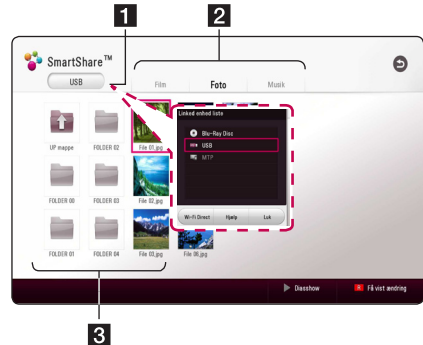 1
2
SmartShare™
USB
Film
Foto
Musik
Linked enhed liste
Blu-Ray Disc
USB
MTP
Wi-Fi Direct
Hjælp
Luk
UP mappe
FOLDER 02
File 01.jpg
FOLDER 00
FOLDER 03
File 02.jpg
FOLDER 01
FOLDER 04
File 03.jpg
File 06.jpg
Diasshow
Få vist ændring
3